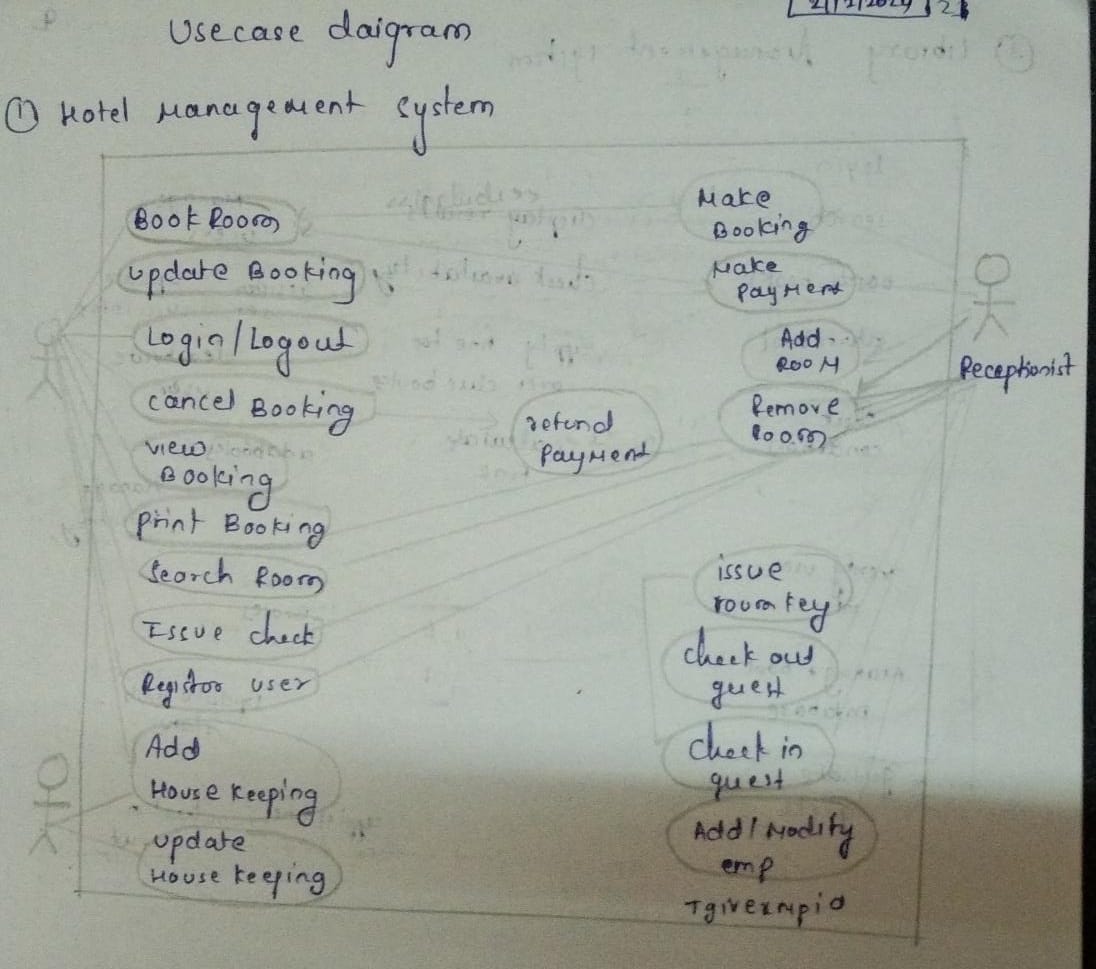 2
Usecase daigram
① Hotel Management system
Book Room
Update Booking
Login/Logout
cancel Booking
view
Booking
print Booking
Search Room
Issue check
Registor user
Add
House keeping
update
House keeping
refund
payment
Make
Booking
Make
payment
Add
Room
Remove
Room
Receptionist
issue
room key
check out
guest
check in
guest
Add/Modify
emp